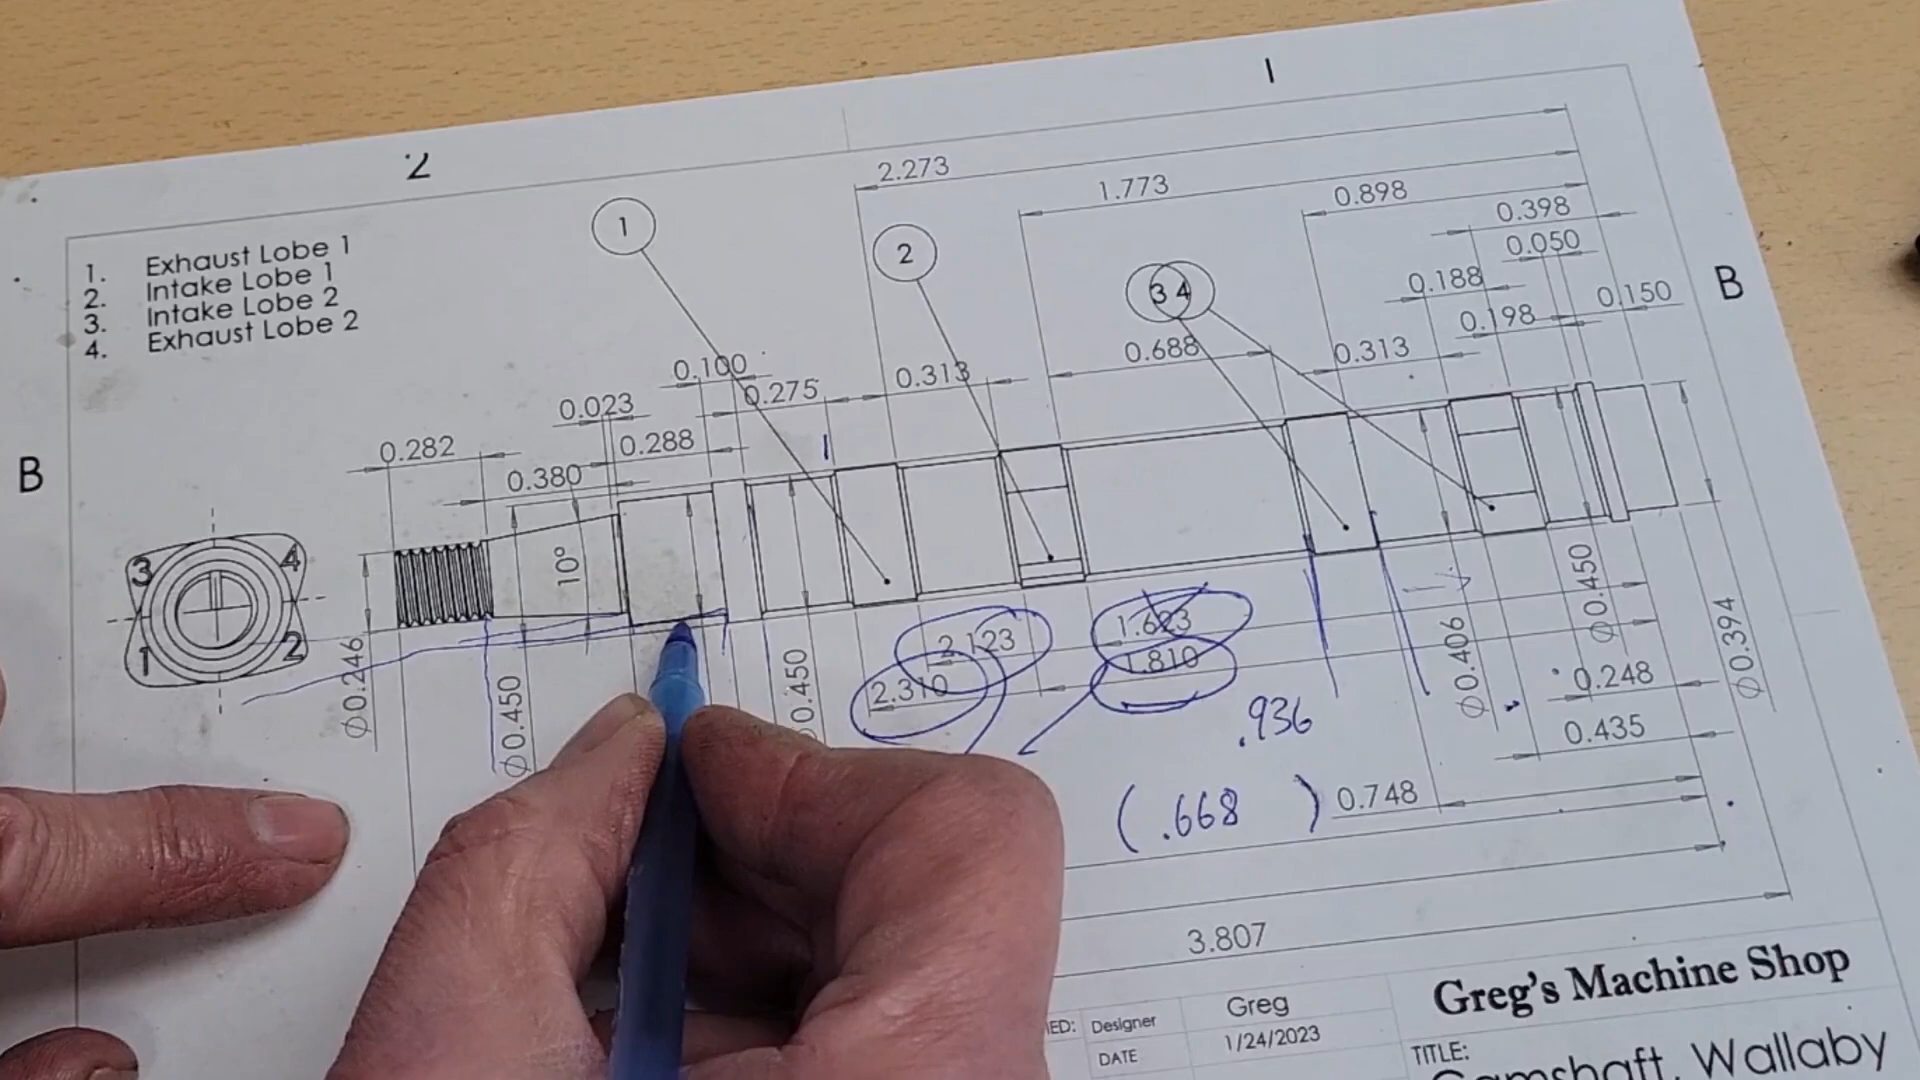 2
1
1. Exhaust Lobe 1
2. Intake Lobe 1
3. Intake Lobe 2
4. Exhaust Lobe 2
B
B
1
2
3 4
2.273
1.773
0.898
0.398
0.050
0.188
0.150
0.198
0.688
0.313
0.313
0.100
0.275
0.023
0.288
0.282
0.380
10°
3
4
1
2
Ø0.246
Ø0.450
0.450
2.123
1.623
2.310
1.810
.936
(.668 )
Ø0.406
Ø0.450
Ø0.394
0.248
0.435
0.748
3.807
Greg's Machine Shop
Designer
Greg
DATE
1/24/2023
TITLE:
Camshaft, Wallaby